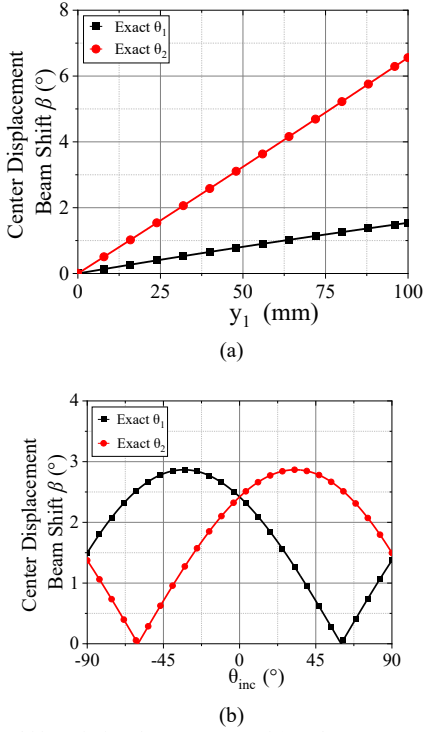 8
Exact θ₁
Exact θ₂
6
4
2
0
Center Displacement
Beam Shift β (°)
0 25 50 75 100
y₁ (mm)
(a)
4
Exact θ₁
Exact θ₂
3
2
1
0
Center Displacement
Beam Shift β (°)
-90 -45 0 45 90
θinc (°)
(b)